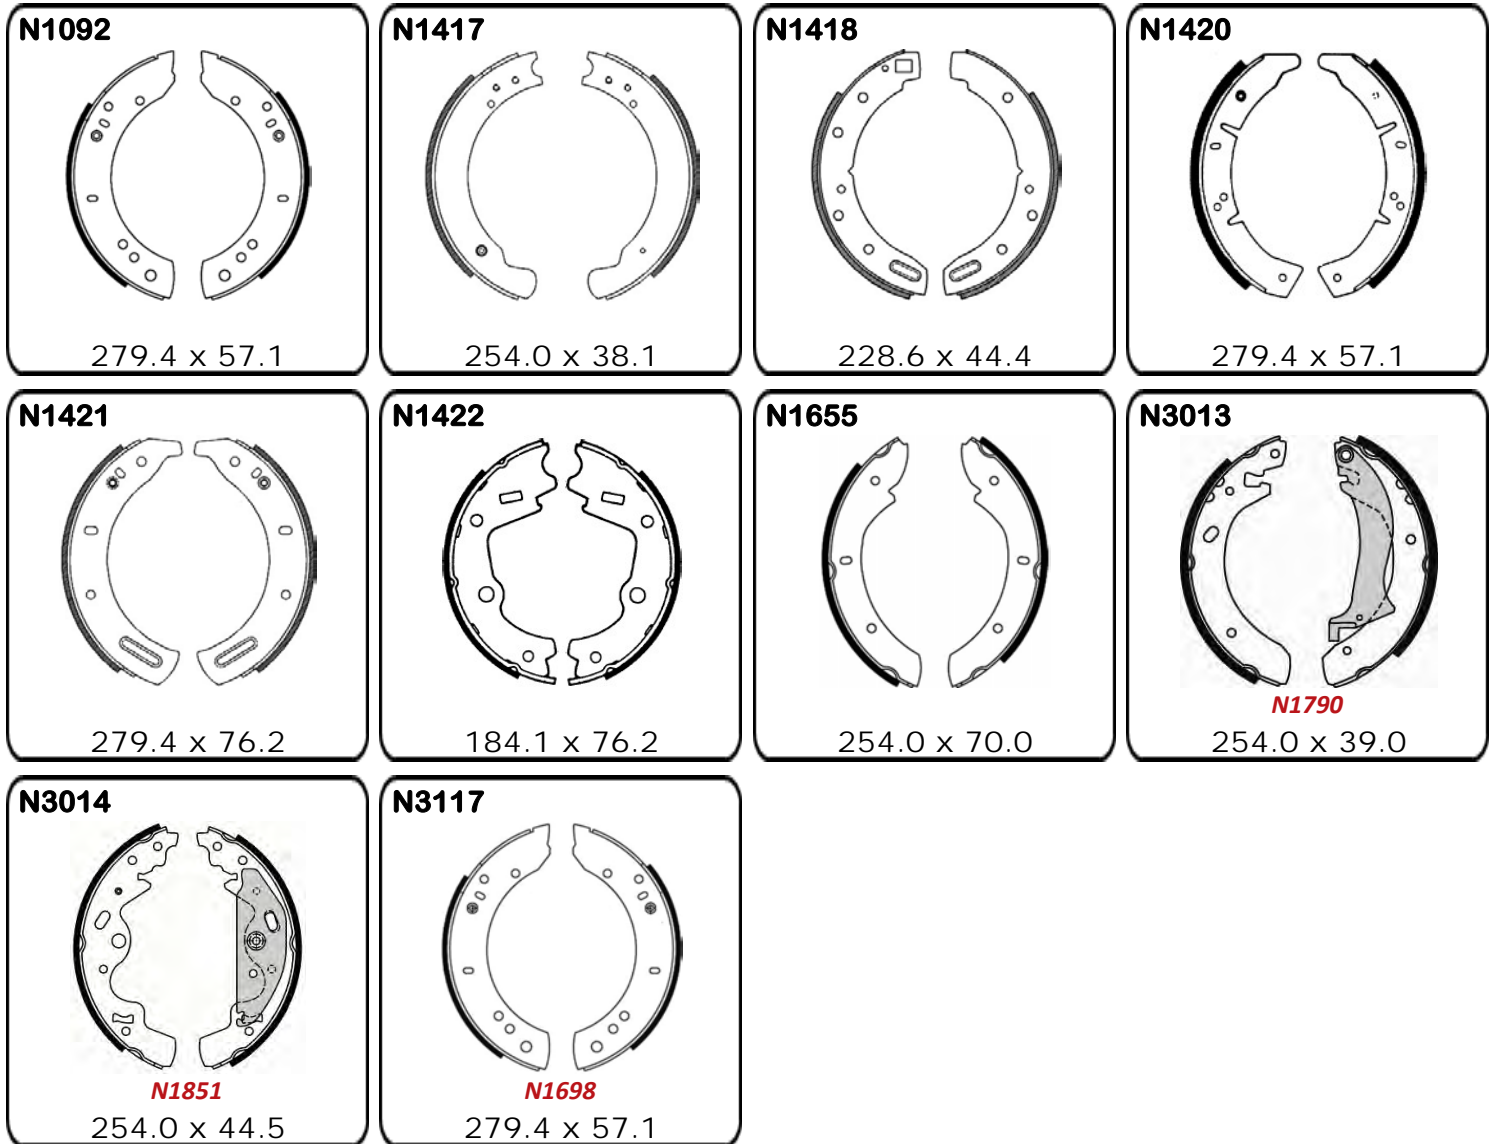 N1092
279.4 x 57.1
N1417
254.0 x 38.1
N1418
228.6 x 44.4
N1420
279.4 x 57.1
N1421
279.4 x 76.2
N1422
184.1 x 76.2
N1655
254.0 x 70.0
N3013
N1790
254.0 x 39.0
N3014
N1851
254.0 x 44.5
N3117
N1698
279.4 x 57.1